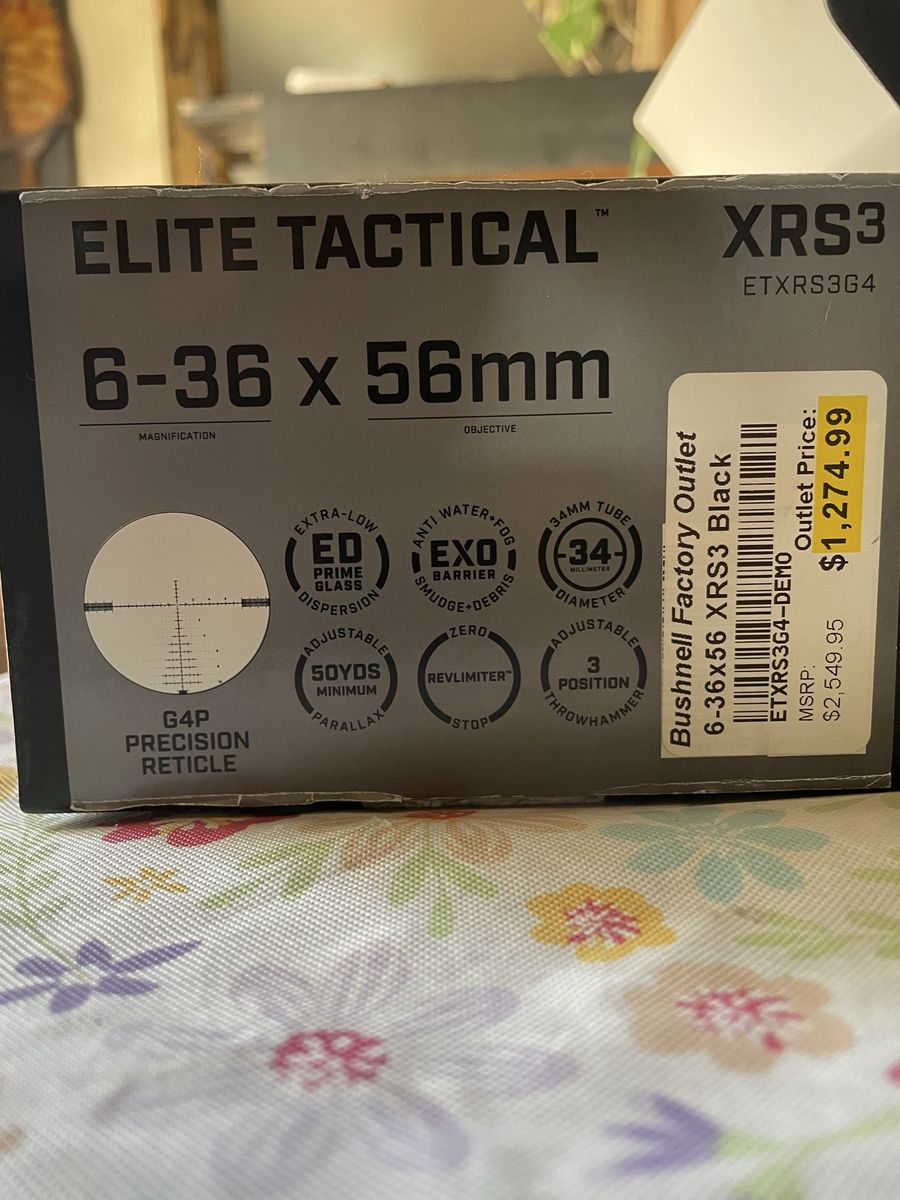 ELITE TACTICAL™
XRS3
ETXRS3G4
6-36 x 56mm
MAGNIFICATION
OBJECTIVE
G4P
PRECISION
RETICLE
EXTRA-LOW
ED
PRIME
GLASS
DISPERSION
ANTI WATER+FOG
EXO
BARRIER
SMUDGE+DEBRIS
34MM TUBE
-34-
MILLIMETER
DIAMETER
ADJUSTABLE
50YDS
MINIMUM
PARALLAX
ZERO
REVLIMITER™
STOP
ADJUSTABLE
3
POSITION
THROWHAMMER
Bushnell Factory Outlet
6-36x56 XRS3 Black
ETXRS3G4-DEMO
MSRP:
$2,549.95
Outlet Price:
$1,274.99